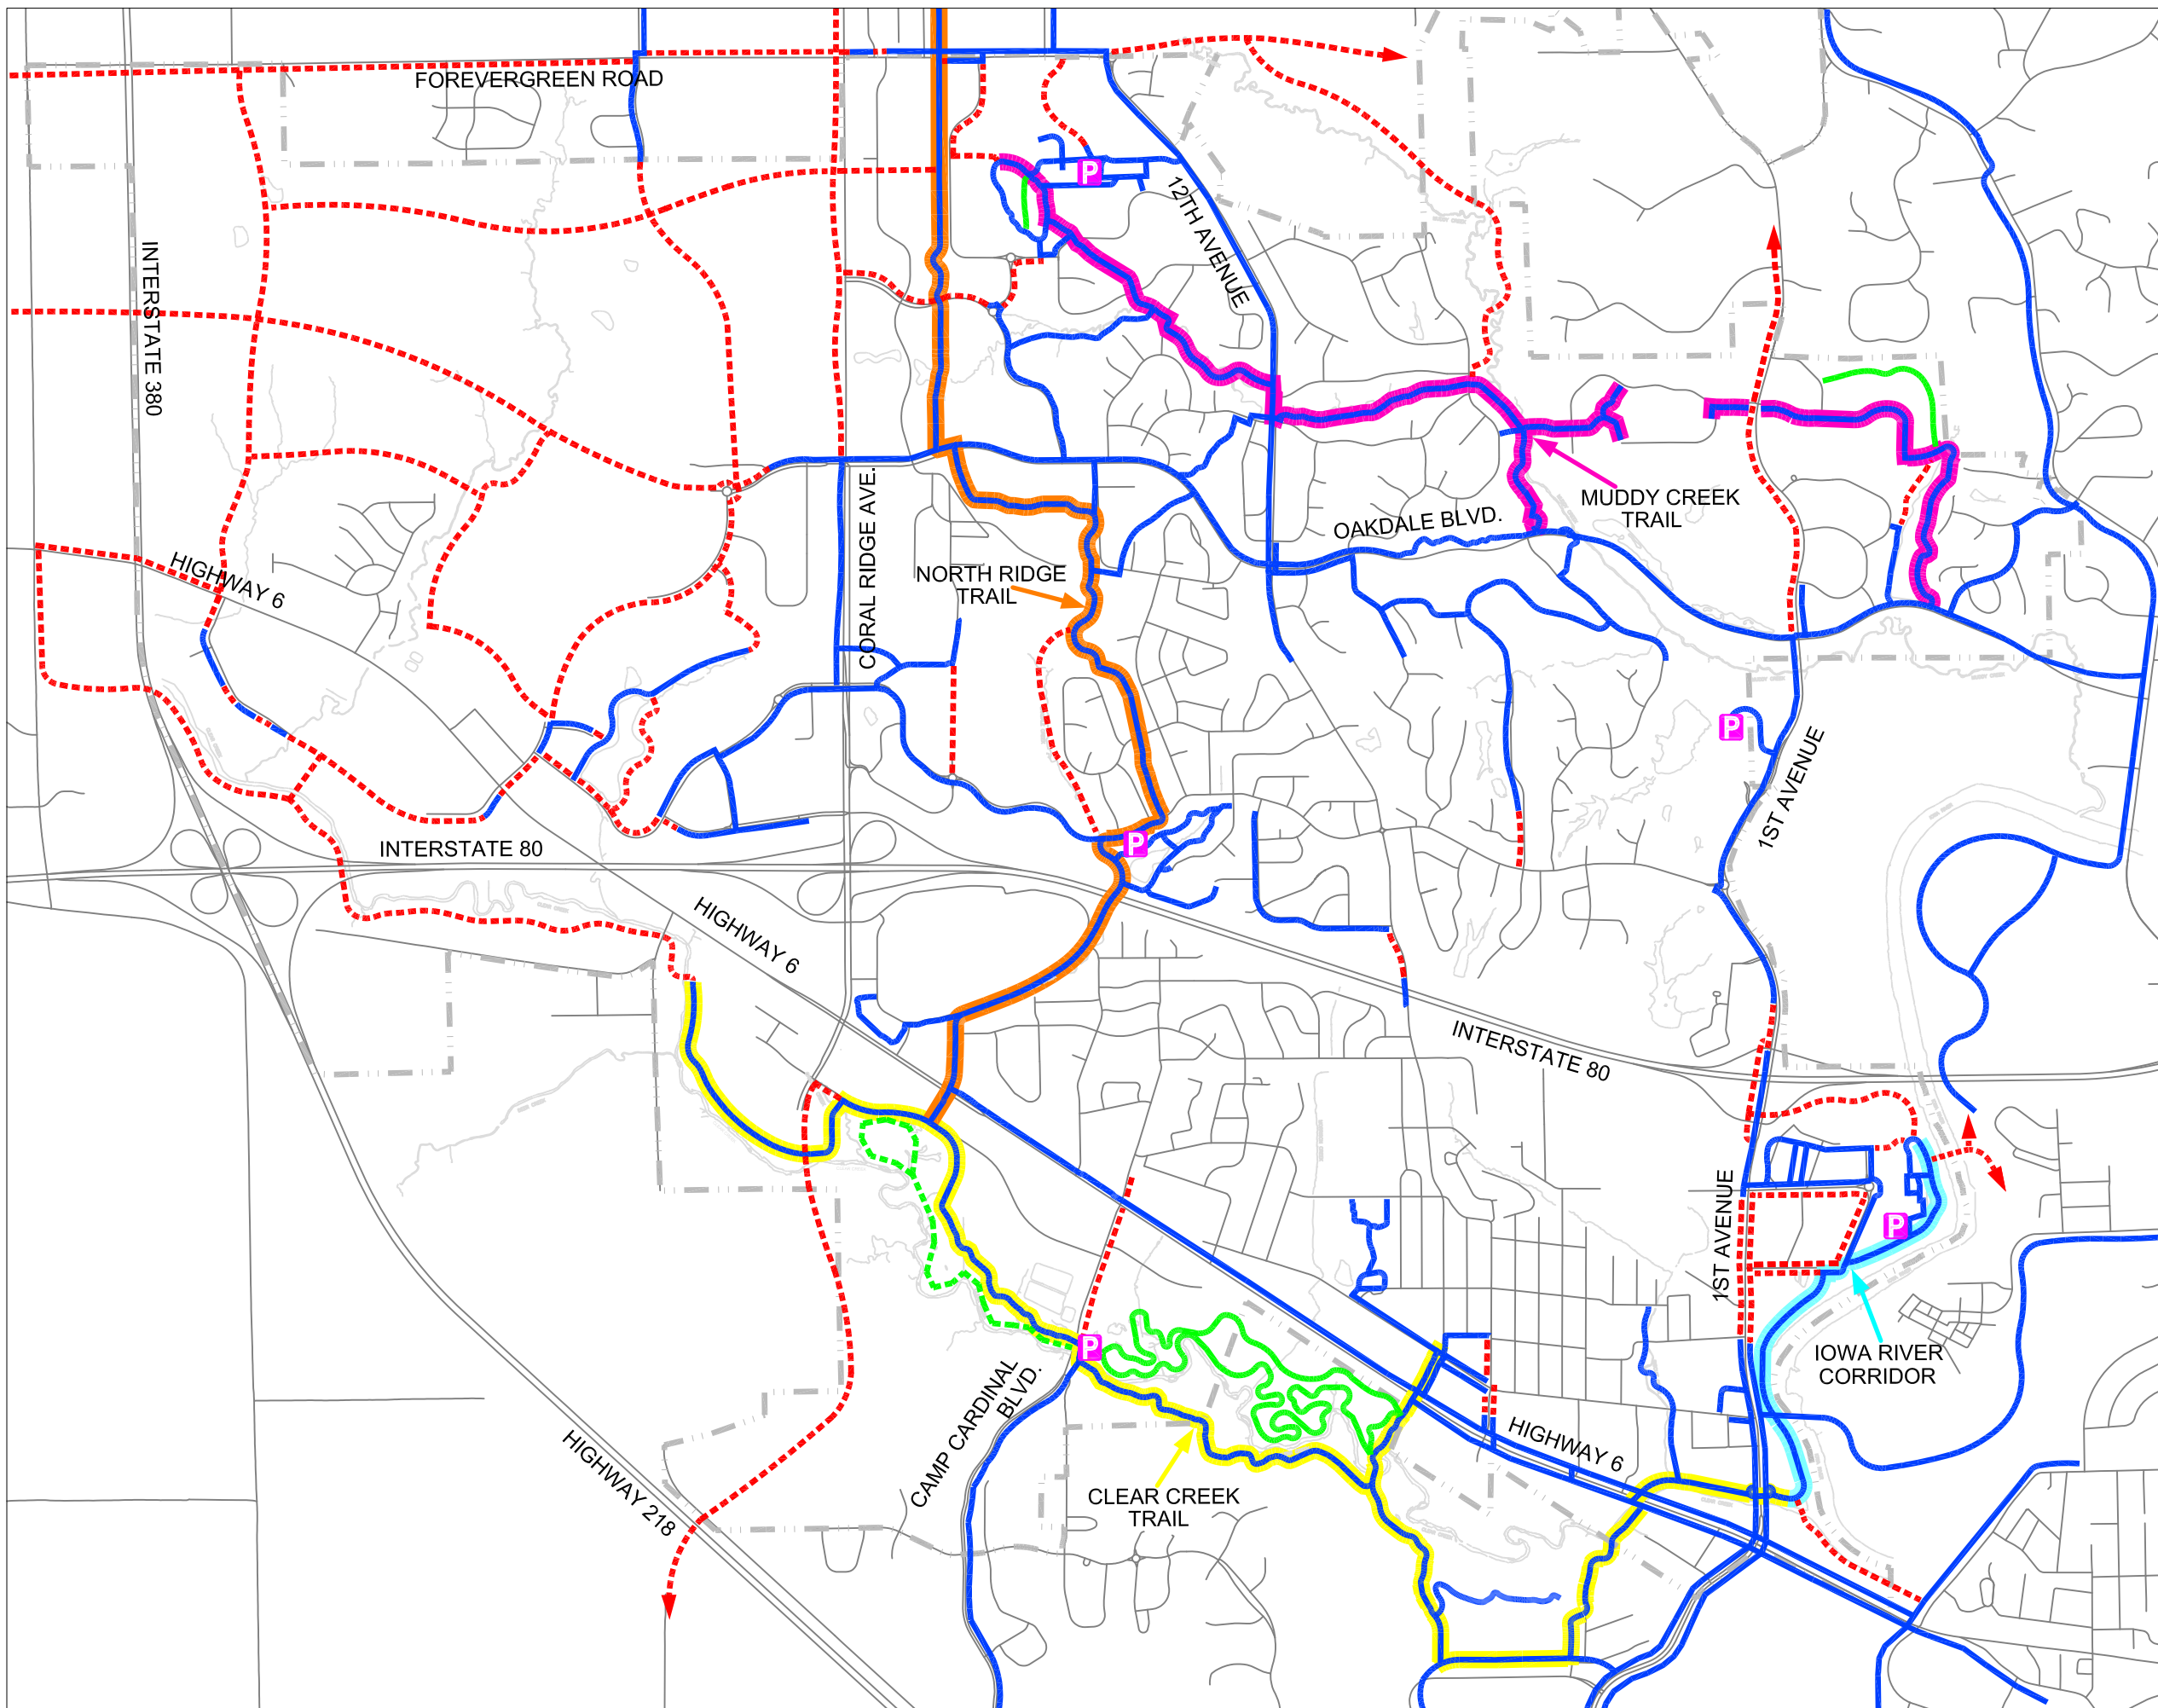 FOREVERGREEN ROAD
12TH AVENUE
INTERSTATE 380
CORAL RIDGE AVE.
MUDDY CREEK
TRAIL
OAKDALE BLVD.
HIGHWAY 6
NORTH RIDGE
TRAIL
1ST AVENUE
INTERSTATE 80
HIGHWAY 6
INTERSTATE 80
1ST AVENUE
IOWA RIVER
CORRIDOR
CAMP CARDINAL
BLVD.
HIGHWAY 6
HIGHWAY 218
CLEAR CREEK
TRAIL
P
P
P
P
P